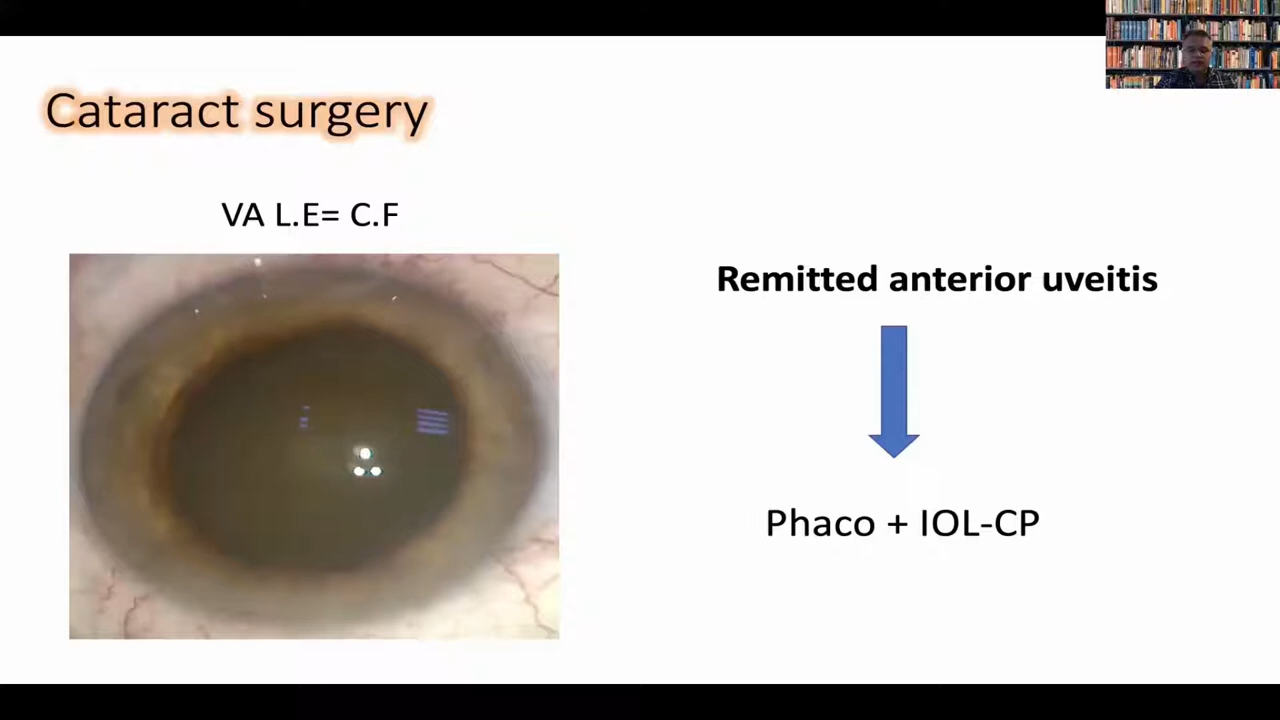 Cataract surgery
VA L.E= C.F
Remitted anterior uveitis
Phaco + IOL-CP